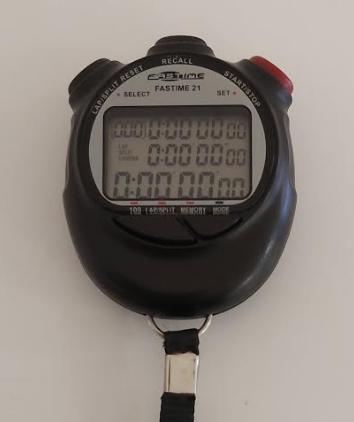 RECALL
LAP/SPLIT RESET
START/STOP
FASTIME
SELECT
SET
FASTIME 21
000 0:00 00 00
LAP
SPLIT
0:00 00 00
0:00 00 00
100 LAP/SPLIT MEMORY MODE